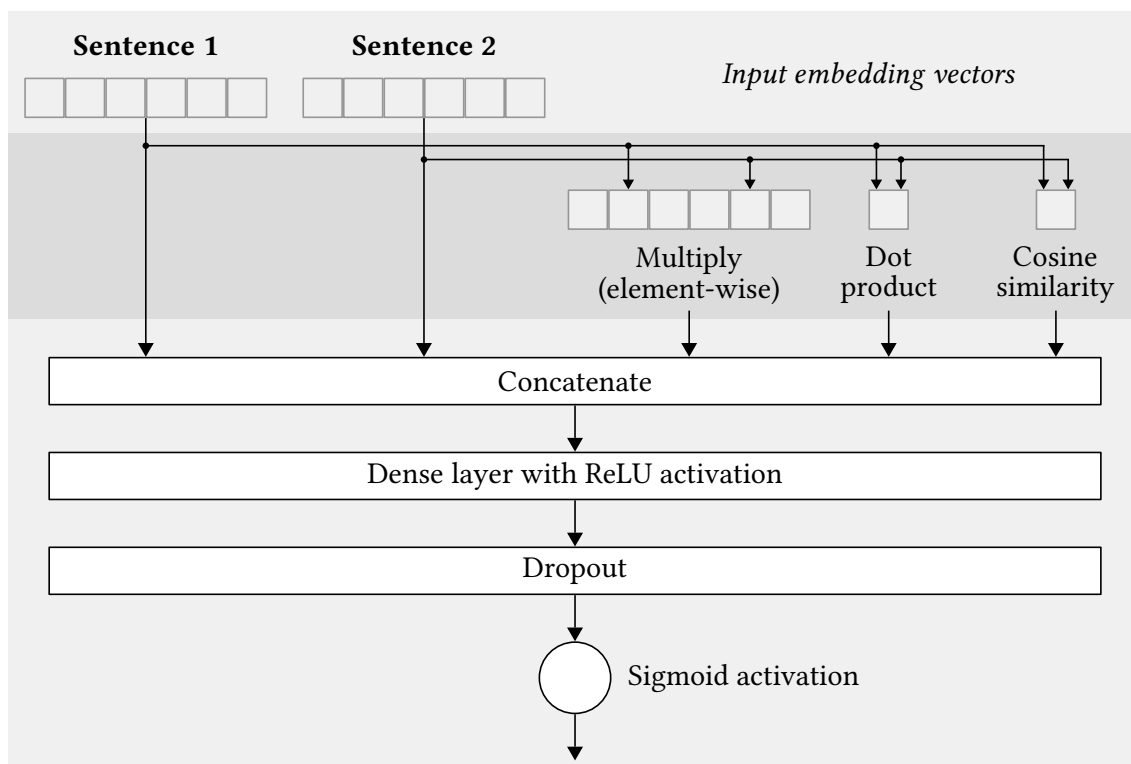 Sentence 1
Sentence 2
Input embedding vectors
Multiply
(element-wise)
Dot
product
Cosine
similarity
Concatenate
Dense layer with ReLU activation
Dropout
Sigmoid activation